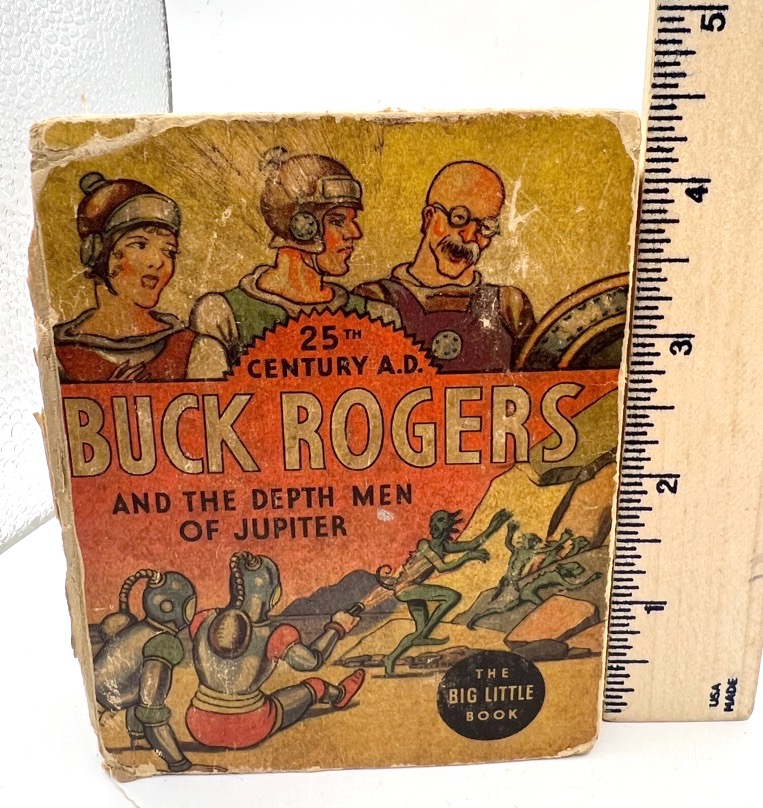 25TH
CENTURY A.D.
BUCK ROGERS
AND THE DEPTH MEN
OF JUPITER
THE
BIG LITTLE
BOOK
5
4
3
2
1
USA
MADE